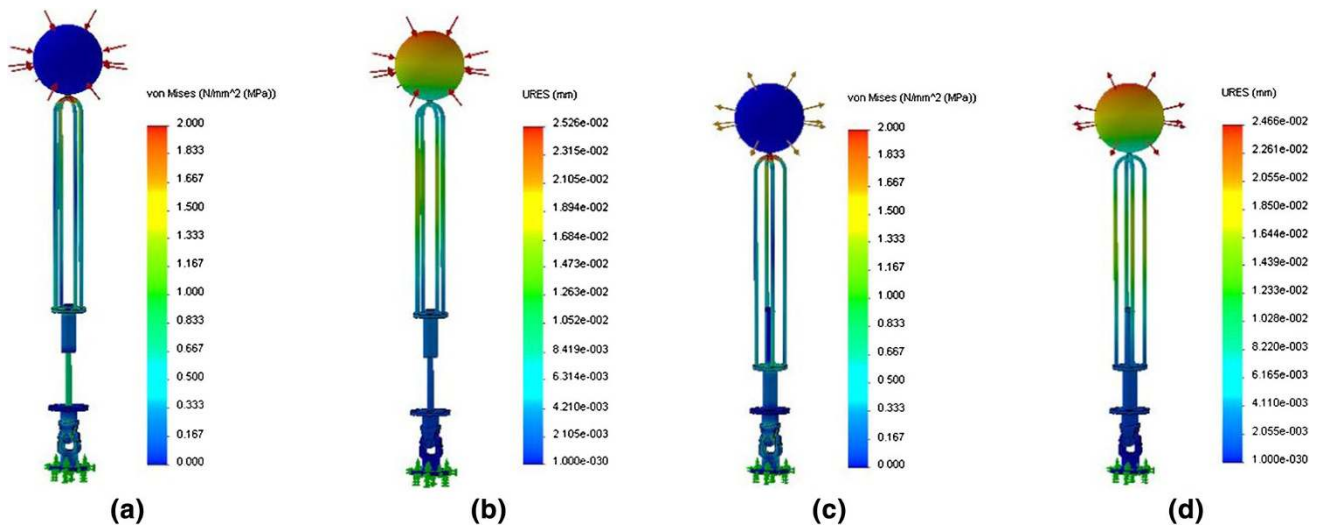 von Mises (N/mm^2 (MPa))
2.000
1.833
1.667
1.500
1.333
1.167
1.000
0.833
0.667
0.500
0.333
0.167
0.000
(a)
URES (mm)
2.526e-002
2.315e-002
2.105e-002
1.894e-002
1.684e-002
1.473e-002
1.263e-002
1.052e-002
8.419e-003
6.314e-003
4.210e-003
2.105e-003
1.000e-030
(b)
von Mises (N/mm^2 (MPa))
2.000
1.833
1.667
1.500
1.333
1.167
1.000
0.833
0.667
0.500
0.333
0.167
0.000
(c)
URES (mm)
2.466e-002
2.261e-002
2.055e-002
1.850e-002
1.644e-002
1.439e-002
1.233e-002
1.028e-002
8.220e-003
6.165e-003
4.110e-003
2.055e-003
1.000e-030
(d)